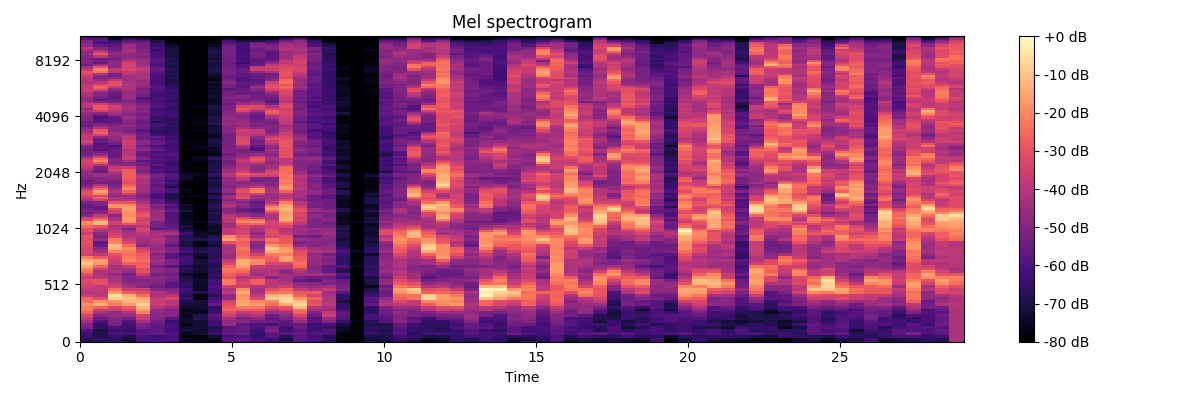 Mel spectrogram
8192
4096
2048
1024
512
0
Hz
0 5 10 15 20 25
Time
+0 dB
-10 dB
-20 dB
-30 dB
-40 dB
-50 dB
-60 dB
-70 dB
-80 dB